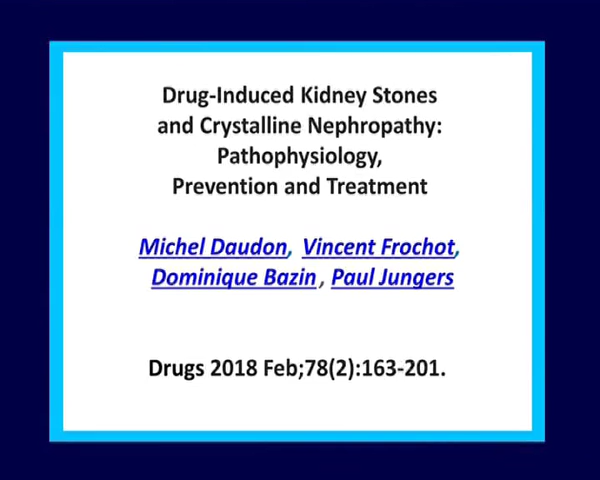 Drug-Induced Kidney Stones
and Crystalline Nephropathy:
Pathophysiology,
Prevention and Treatment
Michel Daudon, Vincent Frochot,
Dominique Bazin, Paul Jungers
Drugs 2018 Feb;78(2):163-201.